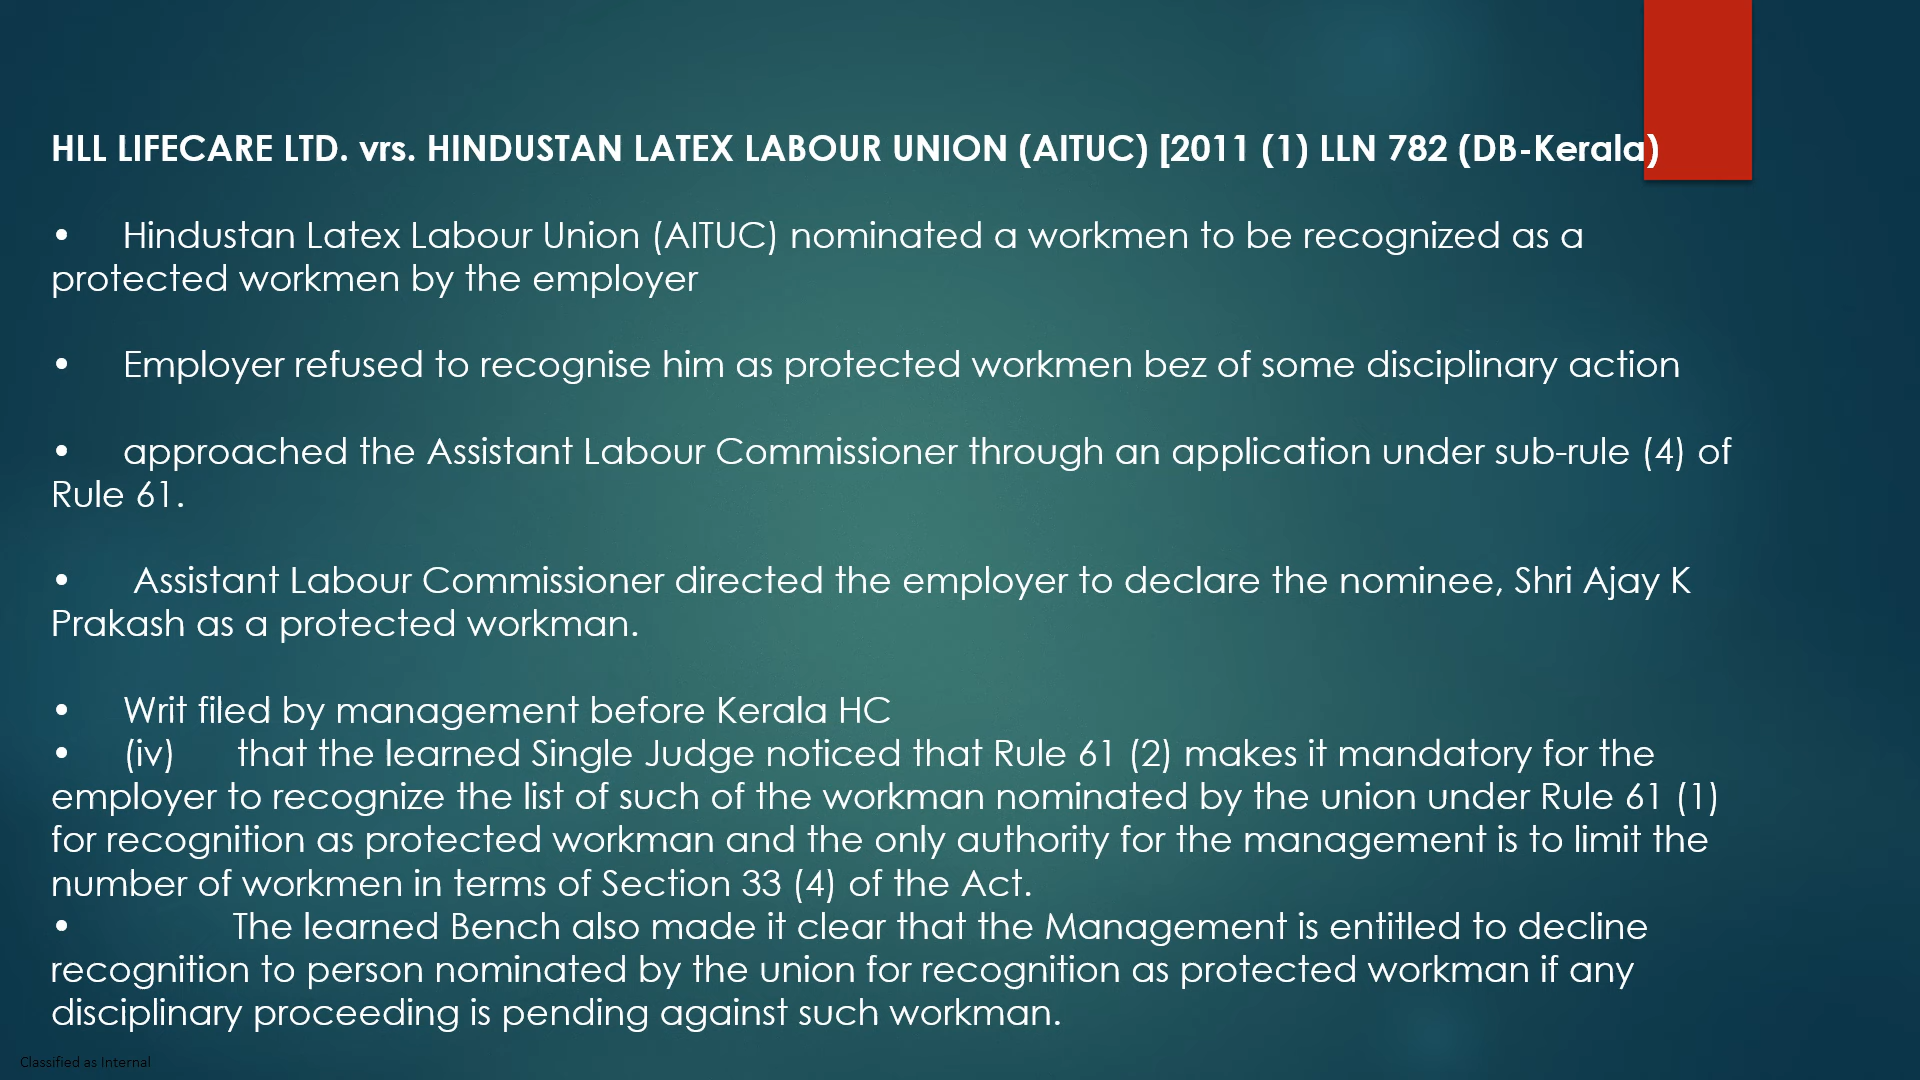 HLL LIFECARE LTD. vrs. HINDUSTAN LATEX LABOUR UNION (AITUC) [2011 (1) LLN 782 (DB-Kerala)
• Hindustan Latex Labour Union (AITUC) nominated a workmen to be recognized as a
protected workmen by the employer
• Employer refused to recognise him as protected workmen bez of some disciplinary action
• approached the Assistant Labour Commissioner through an application under sub-rule (4) of
Rule 61.
• Assistant Labour Commissioner directed the employer to declare the nominee, Shri Ajay K
Prakash as a protected workman.
• Writ filed by management before Kerala HC
• (iv) that the learned Single Judge noticed that Rule 61 (2) makes it mandatory for the
employer to recognize the list of such of the workman nominated by the union under Rule 61 (1)
for recognition as protected workman and the only authority for the management is to limit the
number of workmen in terms of Section 33 (4) of the Act.
• The learned Bench also made it clear that the Management is entitled to decline
recognition to person nominated by the union for recognition as protected workman if any
disciplinary proceeding is pending against such workman.
Classified as Internal